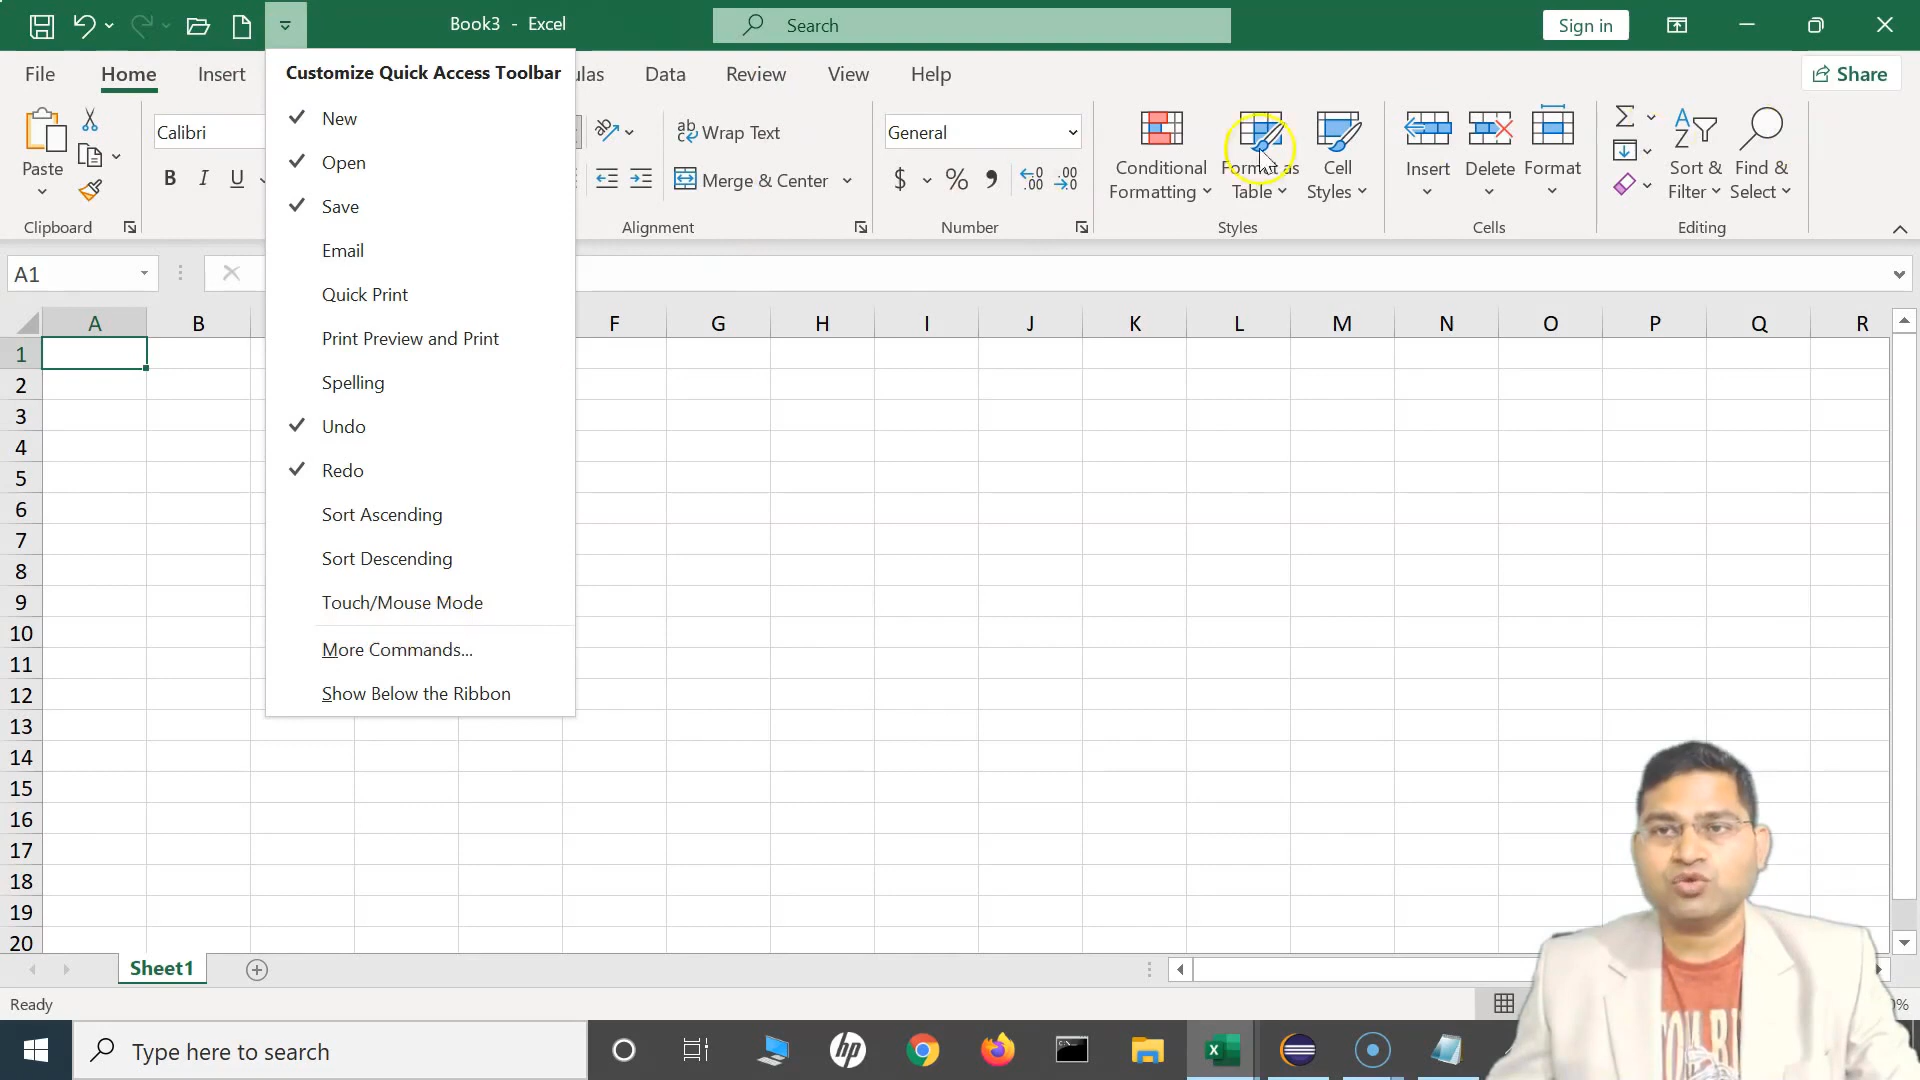 Book3 - Excel
Search
Sign in
File
Home
Insert
ulas
Data
Review
View
Help
Share
Customize Quick Access Toolbar
New
Open
Save
Email
Quick Print
Print Preview and Print
Spelling
Undo
Redo
Sort Ascending
Sort Descending
Touch/Mouse Mode
More Commands...
Show Below the Ribbon
Paste
Clipboard
Calibri
B I U
ab
Wrap Text
Merge & Center
Alignment
General
$ % , .00
Number
Conditional Formatting
Format as Table
Cell Styles
Styles
Insert
Delete
Format
Cells
Sort & Filter
Find & Select
Editing
A1
A B F G H I J K L M N O P Q R
1
2
3
4
5
6
7
8
9
10
11
12
13
14
15
16
17
18
19
20
Sheet1
Ready
Type here to search
hp